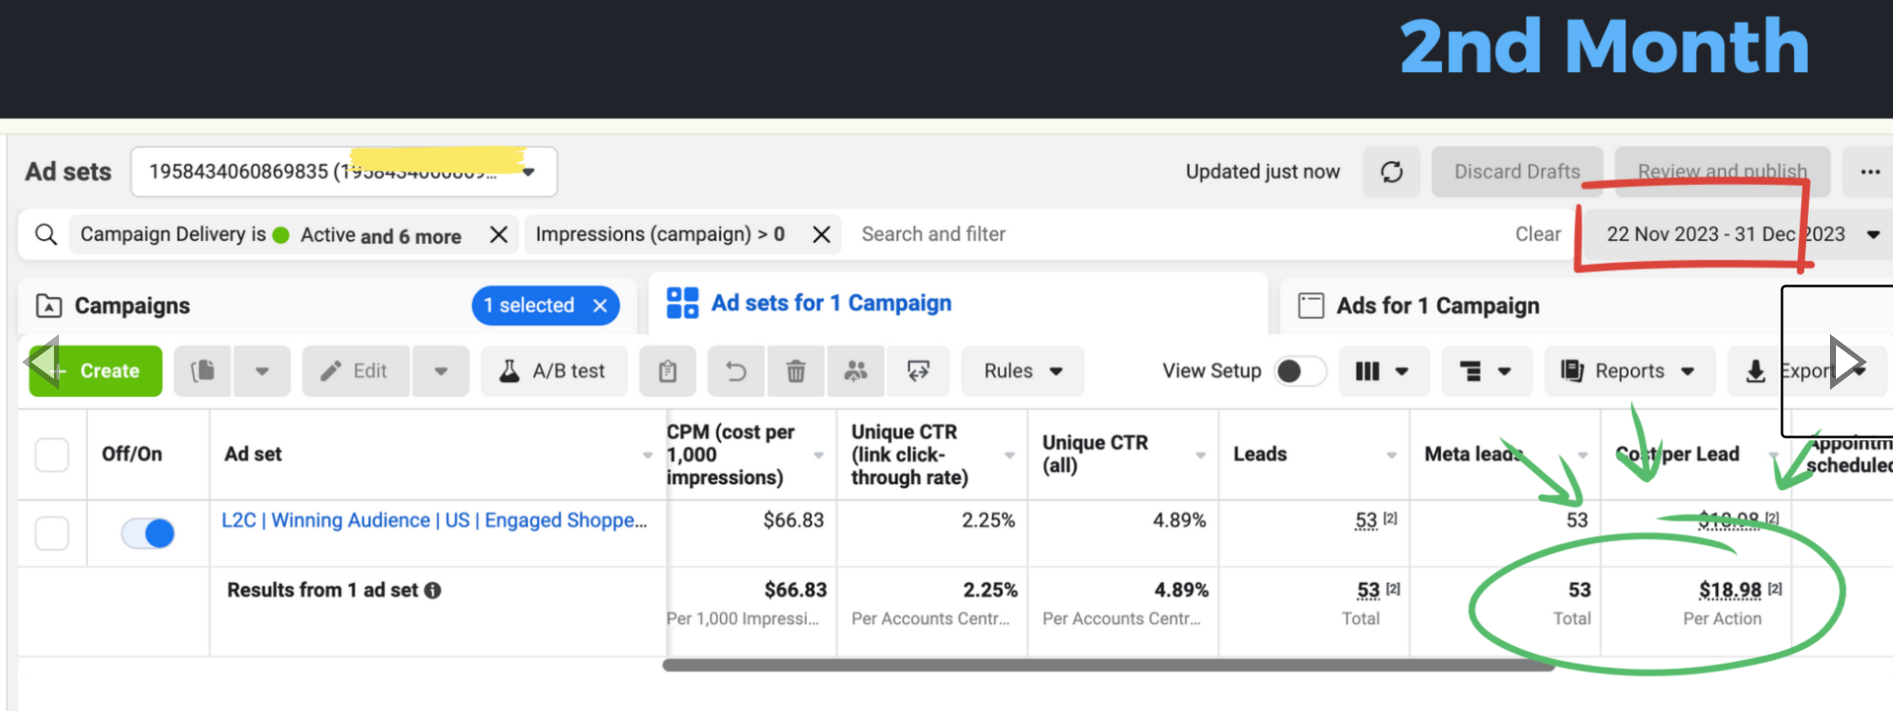 2nd Month
Ad sets
1958434060869835 (1958434060869...
Updated just now
Discard Drafts
Review and publish
Campaign Delivery is Active and 6 more
Impressions (campaign) > 0
Search and filter
Clear
22 Nov 2023 - 31 Dec 2023
Campaigns
1 selected
Ad sets for 1 Campaign
Ads for 1 Campaign
+ Create
Edit
A/B test
Rules
View Setup
Reports
Export
Off/On
Ad set
CPM (cost per
1,000
impressions)
Unique CTR
(link click-
through rate)
Unique CTR
(all)
Leads
Meta leads
Cost per Lead
Appointm
scheduled
L2C | Winning Audience | US | Engaged Shoppe...
$66.83
2.25%
4.89%
53 [2]
53
$18.98 [2]
Results from 1 ad set
$66.83
2.25%
4.89%
53 [2]
53
$18.98 [2]
Per 1,000 Impressi...
Per Accounts Centr...
Per Accounts Centr...
Total
Total
Per Action